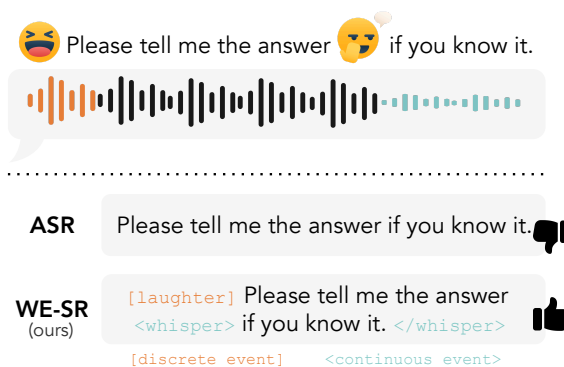 Please tell me the answer if you know it.
ASR
Please tell me the answer if you know it.
WE-SR
(ours)
[laughter] Please tell me the answer
<whisper> if you know it. </whisper>
[discrete event] <continuous event>